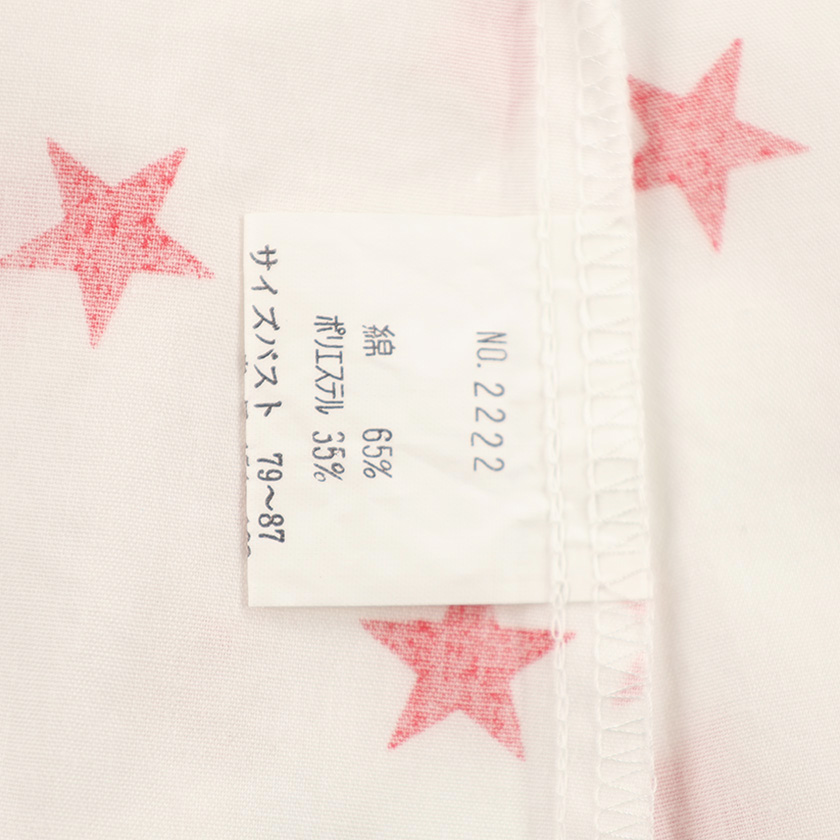 NO. 2222
綿 65%
ポリエステル 35%
サイズバスト 79〜87